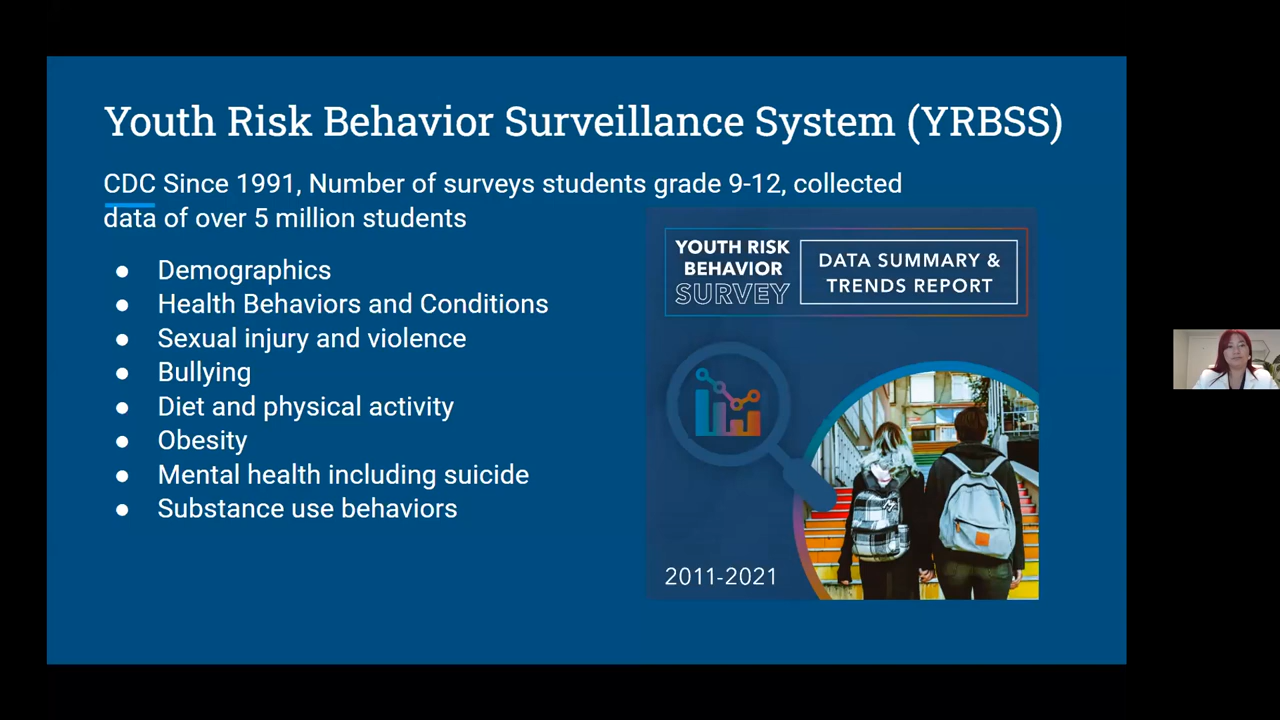 Youth Risk Behavior Surveillance System (YRBSS)
CDC Since 1991, Number of surveys students grade 9-12, collected
data of over 5 million students
● Demographics
● Health Behaviors and Conditions
● Sexual injury and violence
● Bullying
● Diet and physical activity
● Obesity
● Mental health including suicide
● Substance use behaviors
YOUTH RISK
BEHAVIOR
SURVEY
DATA SUMMARY &
TRENDS REPORT
2011-2021